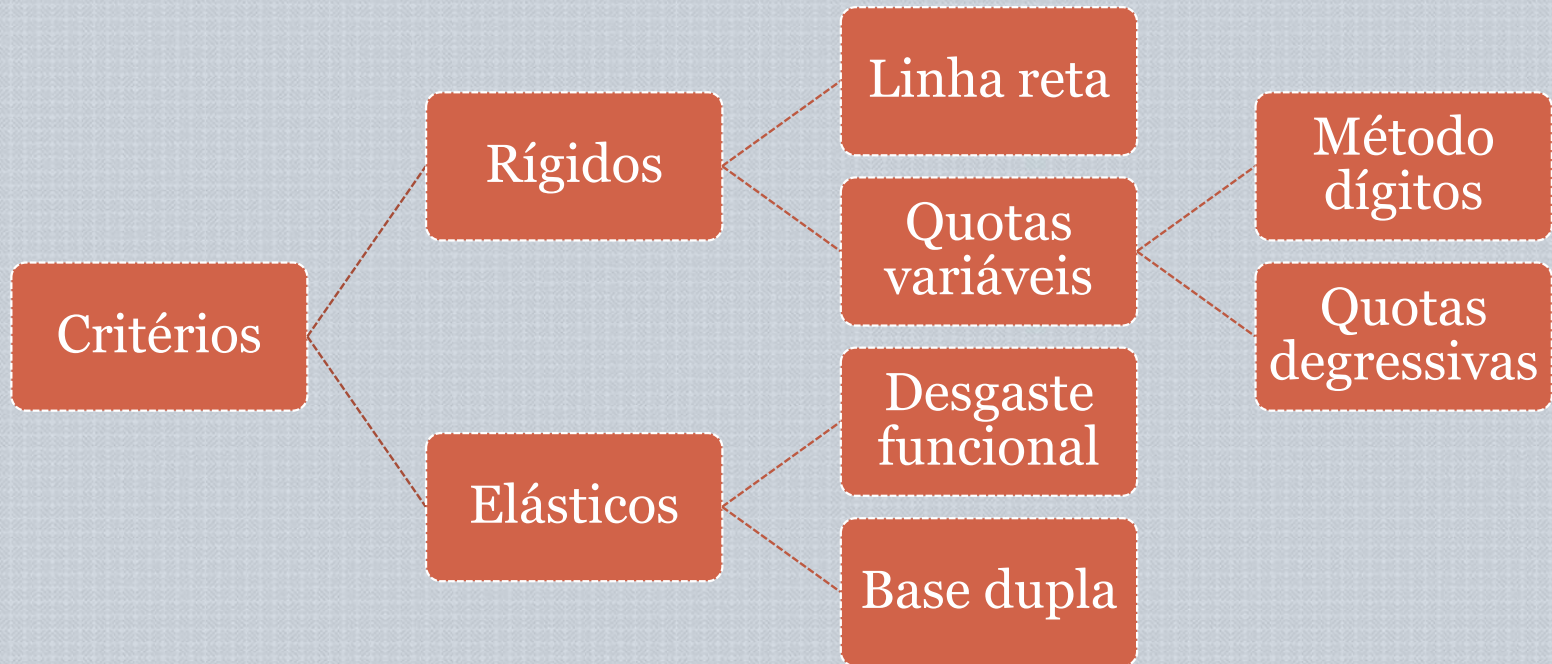 Critérios
Rígidos
Linha reta
Quotas
variáveis
Método
dígitos
Quotas
degressivas
Elásticos
Desgaste
funcional
Base dupla